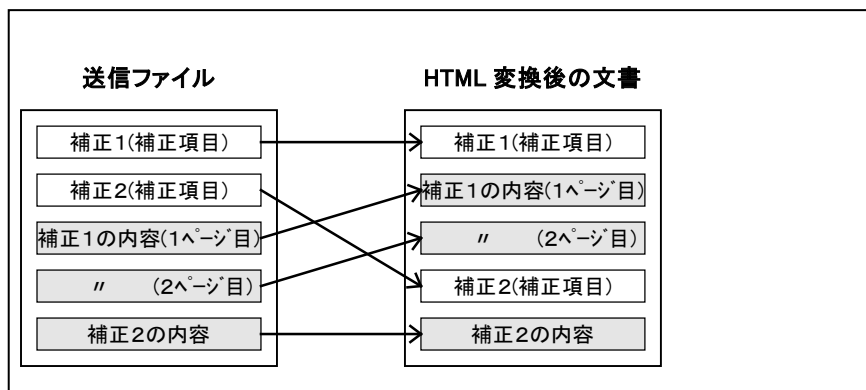 送信ファイル
補正1(補正項目)
補正2(補正項目)
補正1の内容(1ﾍﾟｰｼﾞ目)
〃 (2ﾍﾟｰｼﾞ目)
補正2の内容
HTML 変換後の文書
補正1(補正項目)
補正1の内容(1ﾍﾟｰｼﾞ目)
〃 (2ﾍﾟｰｼﾞ目)
補正2(補正項目)
補正2の内容